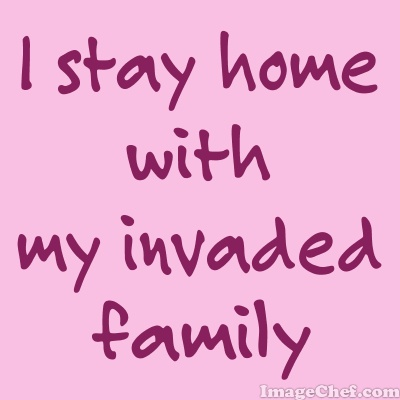 I stay home
with
my invaded
family
ImageChef.com